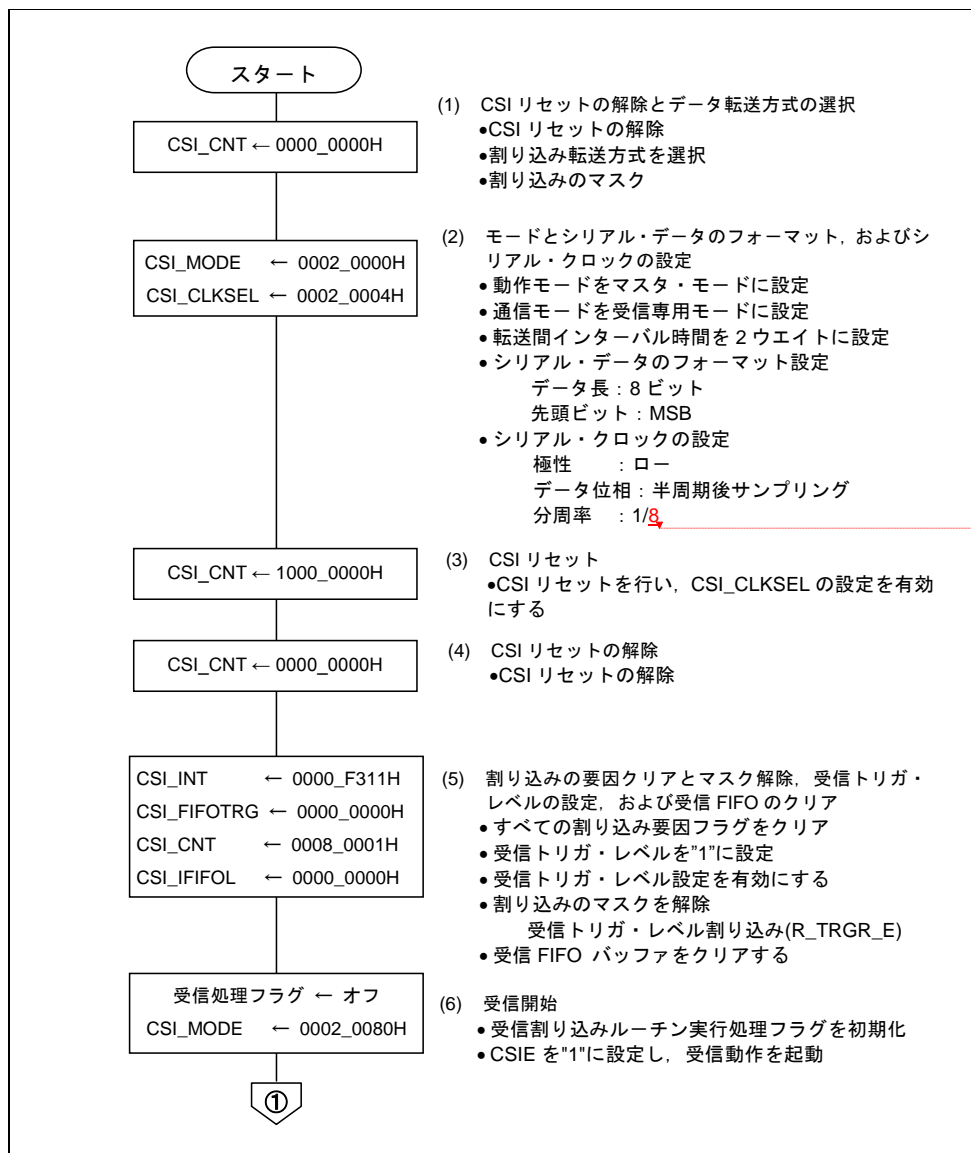 スタート
CSI_CNT ← 0000_0000H
(1) CSI リセットの解除とデータ転送方式の選択
•CSI リセットの解除
•割り込み転送方式を選択
•割り込みのマスク
CSI_MODE ← 0002_0000H
CSI_CLKSEL ← 0002_0004H
(2) モードとシリアル・データのフォーマット, およびシ
リアル・クロックの設定
• 動作モードをマスタ・モードに設定
• 通信モードを受信専用モードに設定
• 転送間インターバル時間を 2 ウエイトに設定
• シリアル・データのフォーマット設定
データ長：8 ビット
先頭ビット：MSB
• シリアル・クロックの設定
極性 ：ロー
データ位相：半周期後サンプリング
分周率 ：1/8
CSI_CNT ← 1000_0000H
(3) CSI リセット
•CSI リセットを行い, CSI_CLKSEL の設定を有効
にする
CSI_CNT ← 0000_0000H
(4) CSI リセットの解除
•CSI リセットの解除
CSI_INT ← 0000_F311H
CSI_FIFOTRG ← 0000_0000H
CSI_CNT ← 0008_0001H
CSI_IFIFOL ← 0000_0000H
(5) 割り込みの要因クリアとマスク解除, 受信トリガ・
レベルの設定, および受信 FIFO のクリア
• すべての割り込み要因フラグをクリア
• 受信トリガ・レベルを”1”に設定
• 受信トリガ・レベル設定を有効にする
• 割り込みのマスクを解除
受信トリガ・レベル割り込み(R_TRGR_E)
• 受信 FIFO バッファをクリアする
受信処理フラグ ← オフ
CSI_MODE ← 0002_0080H
(6) 受信開始
• 受信割り込みルーチン実行処理フラグを初期化
• CSIE を"1"に設定し, 受信動作を起動
①